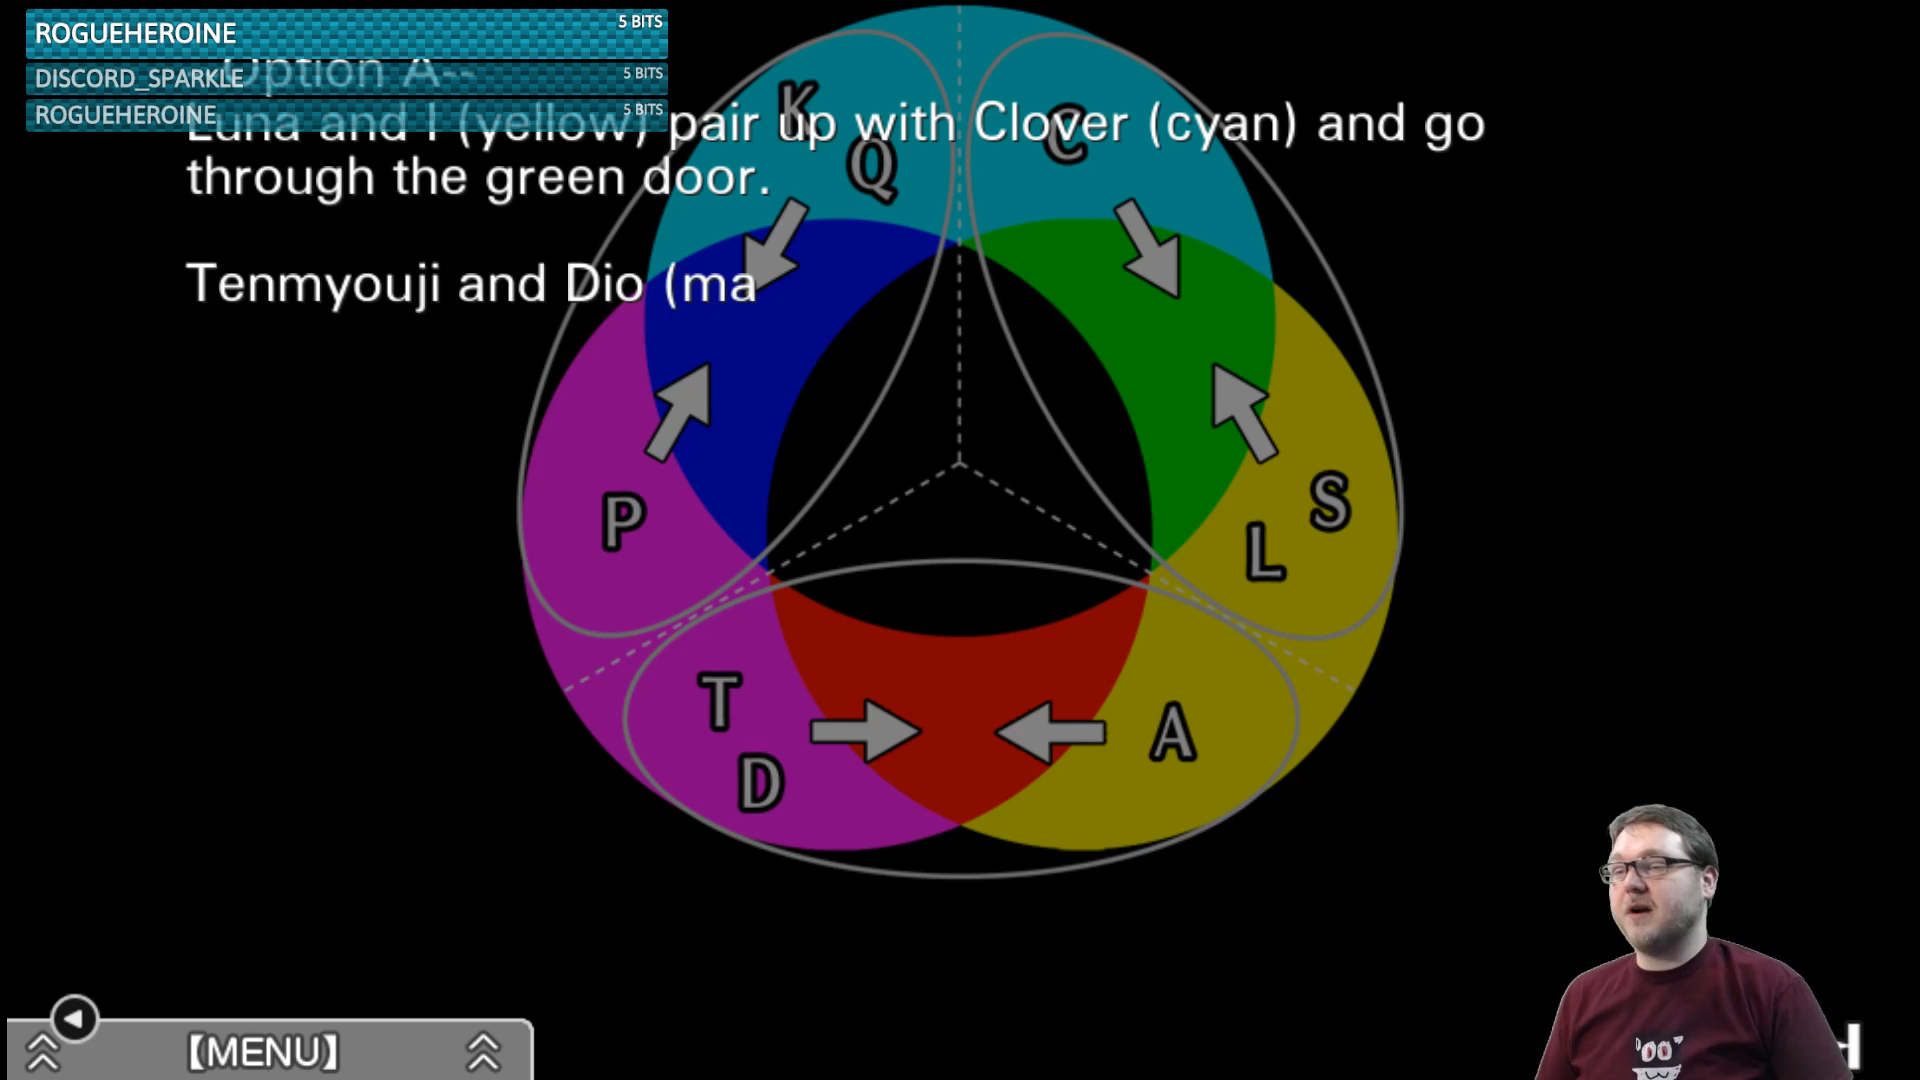 ROGUEHEROINE 5 BITS
Option A--
DISCORD_SPARKLE 5 BITS
ROGUEHEROINE 5 BITS
Luna and I (yellow) pair up with Clover (cyan) and go
through the green door.
Tenmyouji and Dio (ma
K
Q
C
P
S
L
T
D
A
【MENU】